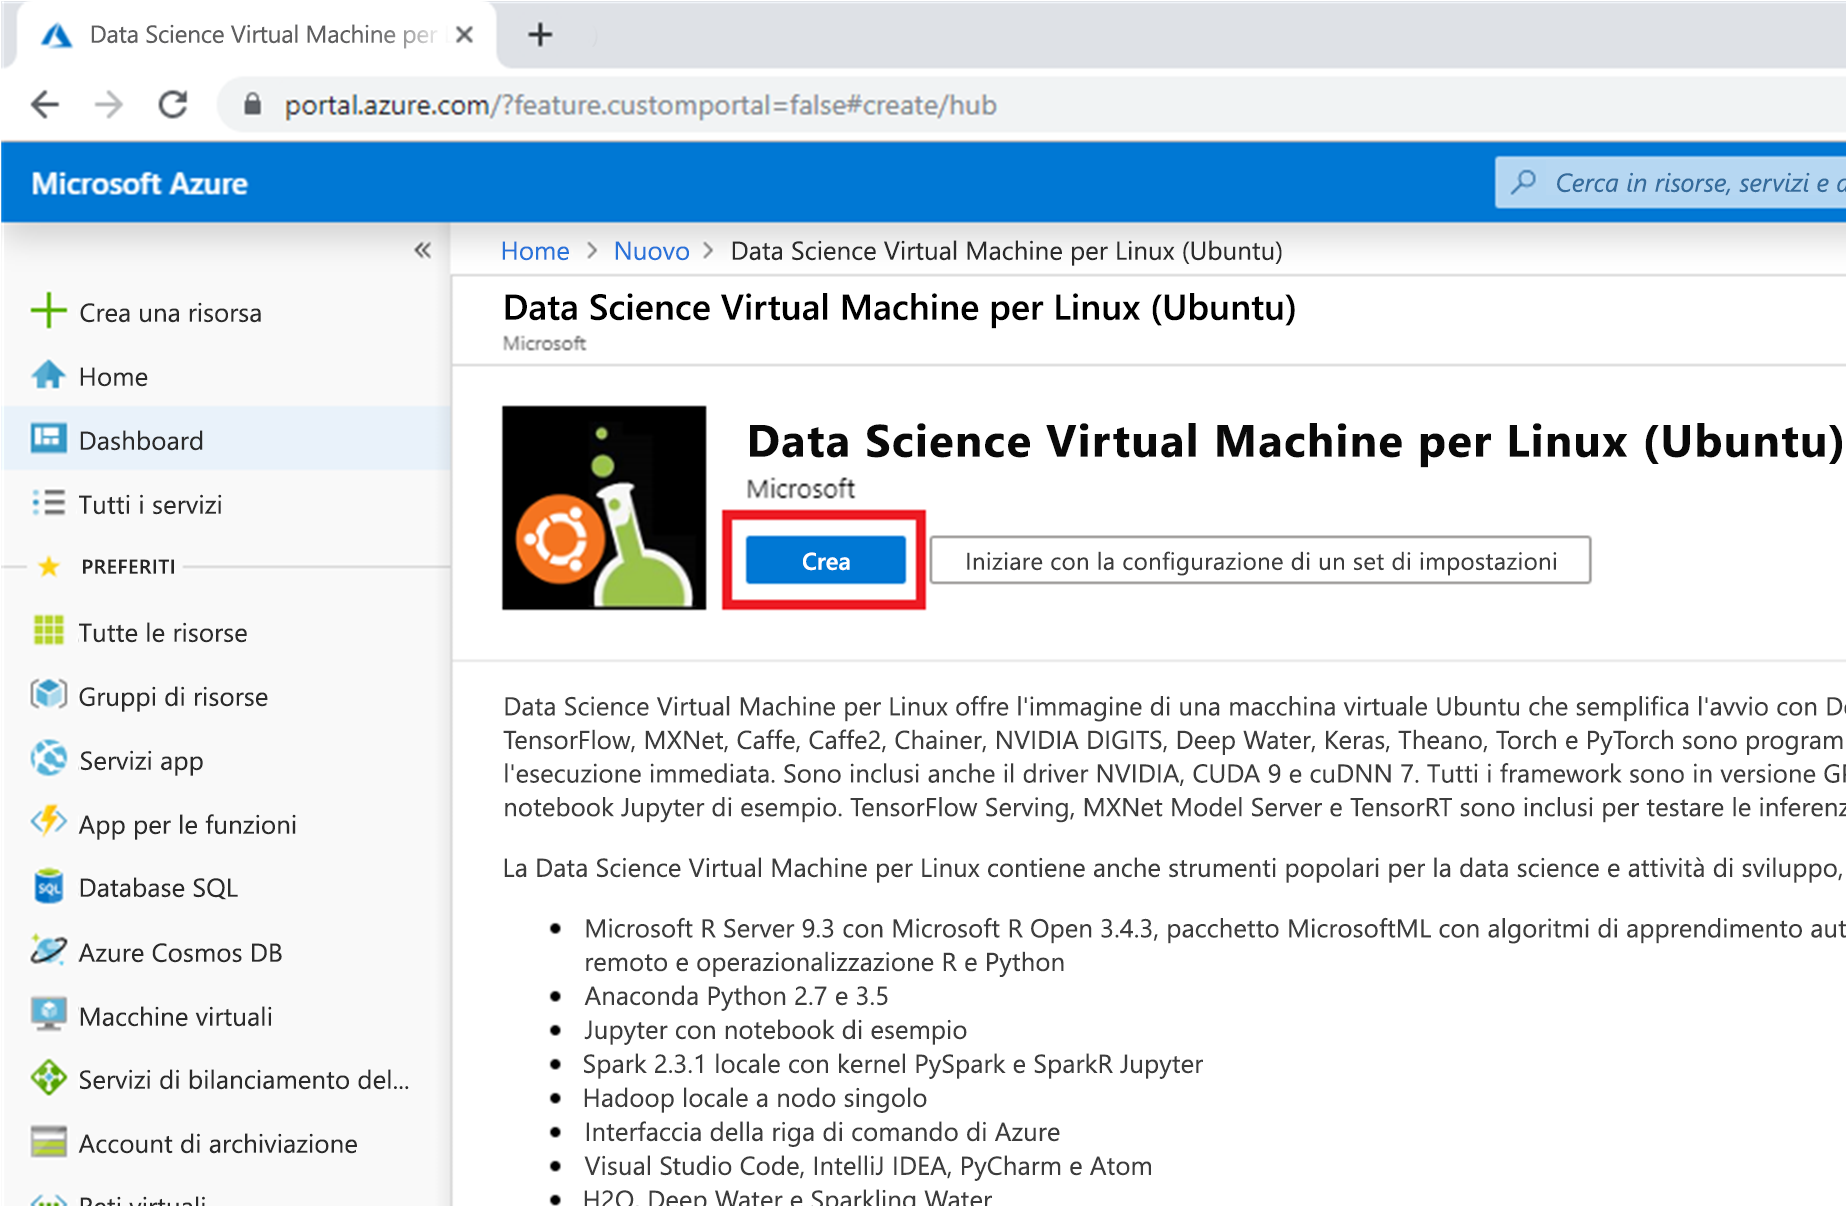 Data Science Virtual Machine per
portal.azure.com/?feature.customportal=false#create/hub
Microsoft Azure
Cerca in risorse, servizi e
Home > Nuovo > Data Science Virtual Machine per Linux (Ubuntu)
Data Science Virtual Machine per Linux (Ubuntu)
Microsoft
Crea una risorsa
Home
Dashboard
Tutti i servizi
PREFERITI
Tutte le risorse
Gruppi di risorse
Servizi app
App per le funzioni
SQL
Database SQL
Azure Cosmos DB
Macchine virtuali
Servizi di bilanciamento del...
Account di archiviazione
Reti virtuali
Data Science Virtual Machine per Linux (Ubuntu)
Microsoft
Crea
Iniziare con la configurazione di un set di impostazioni
Data Science Virtual Machine per Linux offre l'immagine di una macchina virtuale Ubuntu che semplifica l'avvio con
TensorFlow, MXNet, Caffe, Caffe2, Chainer, NVIDIA DIGITS, Deep Water, Keras, Theano, Torch e PyTorch sono program
l'esecuzione immediata. Sono inclusi anche il driver NVIDIA, CUDA 9 e cuDNN 7. Tutti i framework sono in versione
notebook Jupyter di esempio. TensorFlow Serving, MXNet Model Server e TensorRT sono inclusi per testare le inferenz
La Data Science Virtual Machine per Linux contiene anche strumenti popolari per la data science e attività di sviluppo,
• Microsoft R Server 9.3 con Microsoft R Open 3.4.3, pacchetto MicrosoftML con algoritmi di apprendimento aut
remoto e operazionalizzazione R e Python
• Anaconda Python 2.7 e 3.5
• Jupyter con notebook di esempio
• Spark 2.3.1 locale con kernel PySpark e SparkR Jupyter
• Hadoop locale a nodo singolo
• Interfaccia della riga di comando di Azure
• Visual Studio Code, IntelliJ IDEA, PyCharm e Atom
• H2O, Deep Water e Sparkling Water